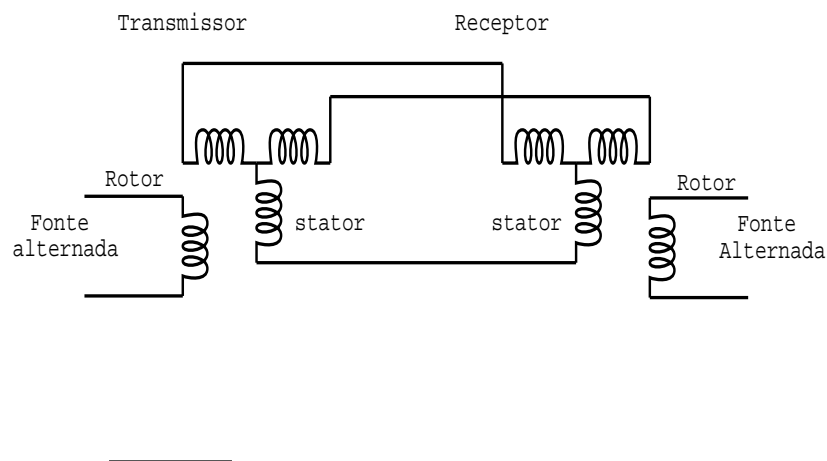 Transmissor
Receptor
Rotor
Rotor
Fonte
alternada
stator
stator
Fonte
Alternada